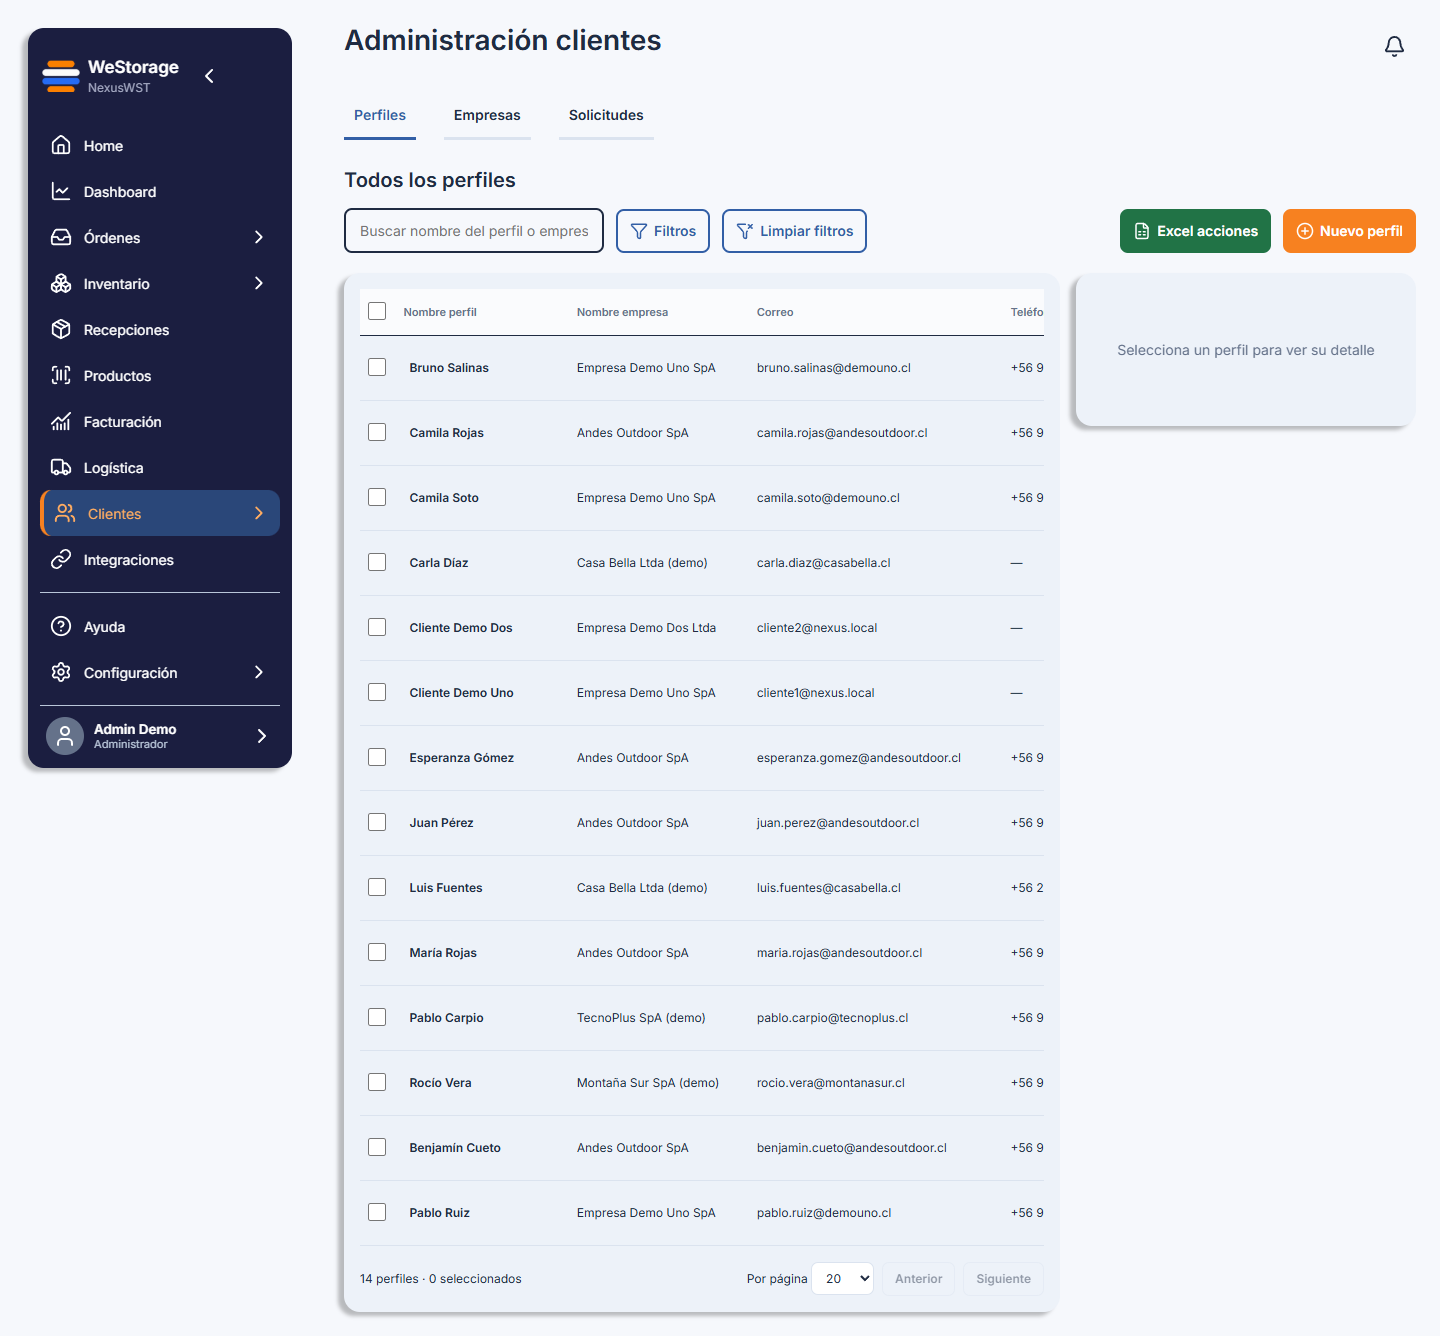 WeStorage
NexusWST
Home
Dashboard
Órdenes
Inventario
Recepciones
Productos
Facturación
Logística
Clientes
Integraciones
Ayuda
Configuración
Admin Demo
Administrador
Administración clientes
Perfiles Empresas Solicitudes
Todos los perfiles
Buscar nombre del perfil o empres Filtros Limpiar filtros Excel acciones Nuevo perfil
Nombre perfil Nombre empresa Correo Teléfo
Bruno Salinas Empresa Demo Uno SpA bruno.salinas@demouno.cl +56 9
Camila Rojas Andes Outdoor SpA camila.rojas@andesoutdoor.cl +56 9
Camila Soto Empresa Demo Uno SpA camila.soto@demouno.cl +56 9
Carla Díaz Casa Bella Ltda (demo) carla.diaz@casabella.cl —
Cliente Demo Dos Empresa Demo Dos Ltda cliente2@nexus.local —
Cliente Demo Uno Empresa Demo Uno SpA cliente1@nexus.local —
Esperanza Gómez Andes Outdoor SpA esperanza.gomez@andesoutdoor.cl +56 9
Juan Pérez Andes Outdoor SpA juan.perez@andesoutdoor.cl +56 9
Luis Fuentes Casa Bella Ltda (demo) luis.fuentes@casabella.cl +56 2
María Rojas Andes Outdoor SpA maria.rojas@andesoutdoor.cl +56 9
Pablo Carpio TecnoPlus SpA (demo) pablo.carpio@tecnoplus.cl +56 9
Rocío Vera Montaña Sur SpA (demo) rocio.vera@montanasur.cl +56 9
Benjamín Cueto Andes Outdoor SpA benjamin.cueto@andesoutdoor.cl +56 9
Pablo Ruiz Empresa Demo Uno SpA pablo.ruiz@demouno.cl +56 9
14 perfiles · 0 seleccionados Por página 20 Anterior Siguiente
Selecciona un perfil para ver su detalle